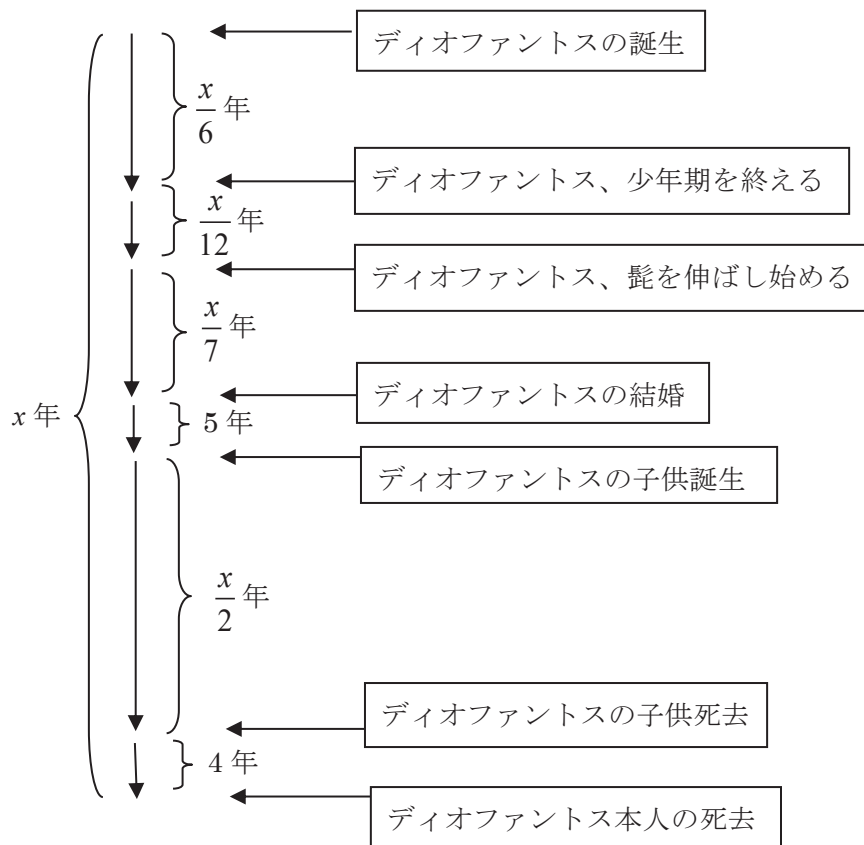 ディオファントスの誕生
x/6 年
ディオファントス、少年期を終える
x/12 年
ディオファントス、髭を伸ばし始める
x/7 年
ディオファントスの結婚
x 年
5 年
ディオファントスの子供誕生
x/2 年
ディオファントスの子供死去
4 年
ディオファントス本人の死去